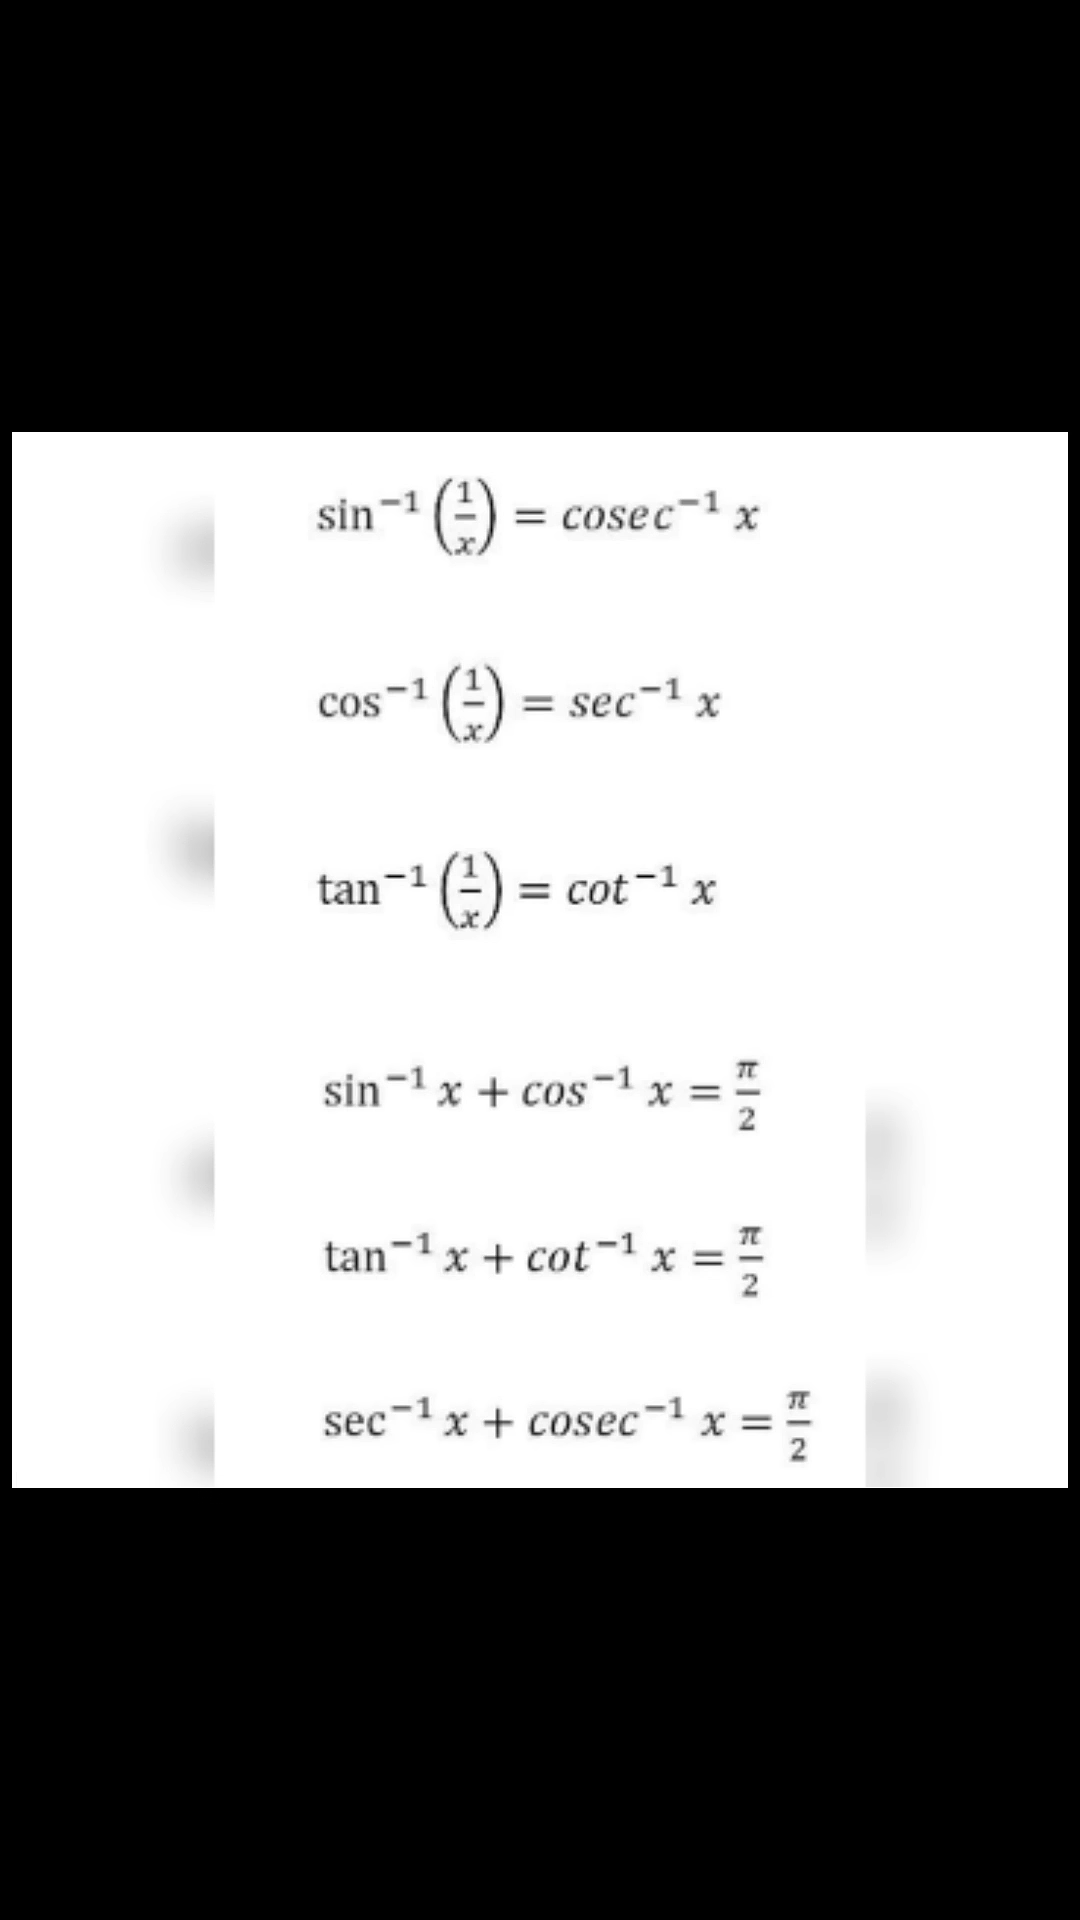 sin⁻¹ (1/x) = cosec⁻¹ x
cos⁻¹ (1/x) = sec⁻¹ x
tan⁻¹ (1/x) = cot⁻¹ x
sin⁻¹ x + cos⁻¹ x = π/2
tan⁻¹ x + cot⁻¹ x = π/2
sec⁻¹ x + cosec⁻¹ x = π/2